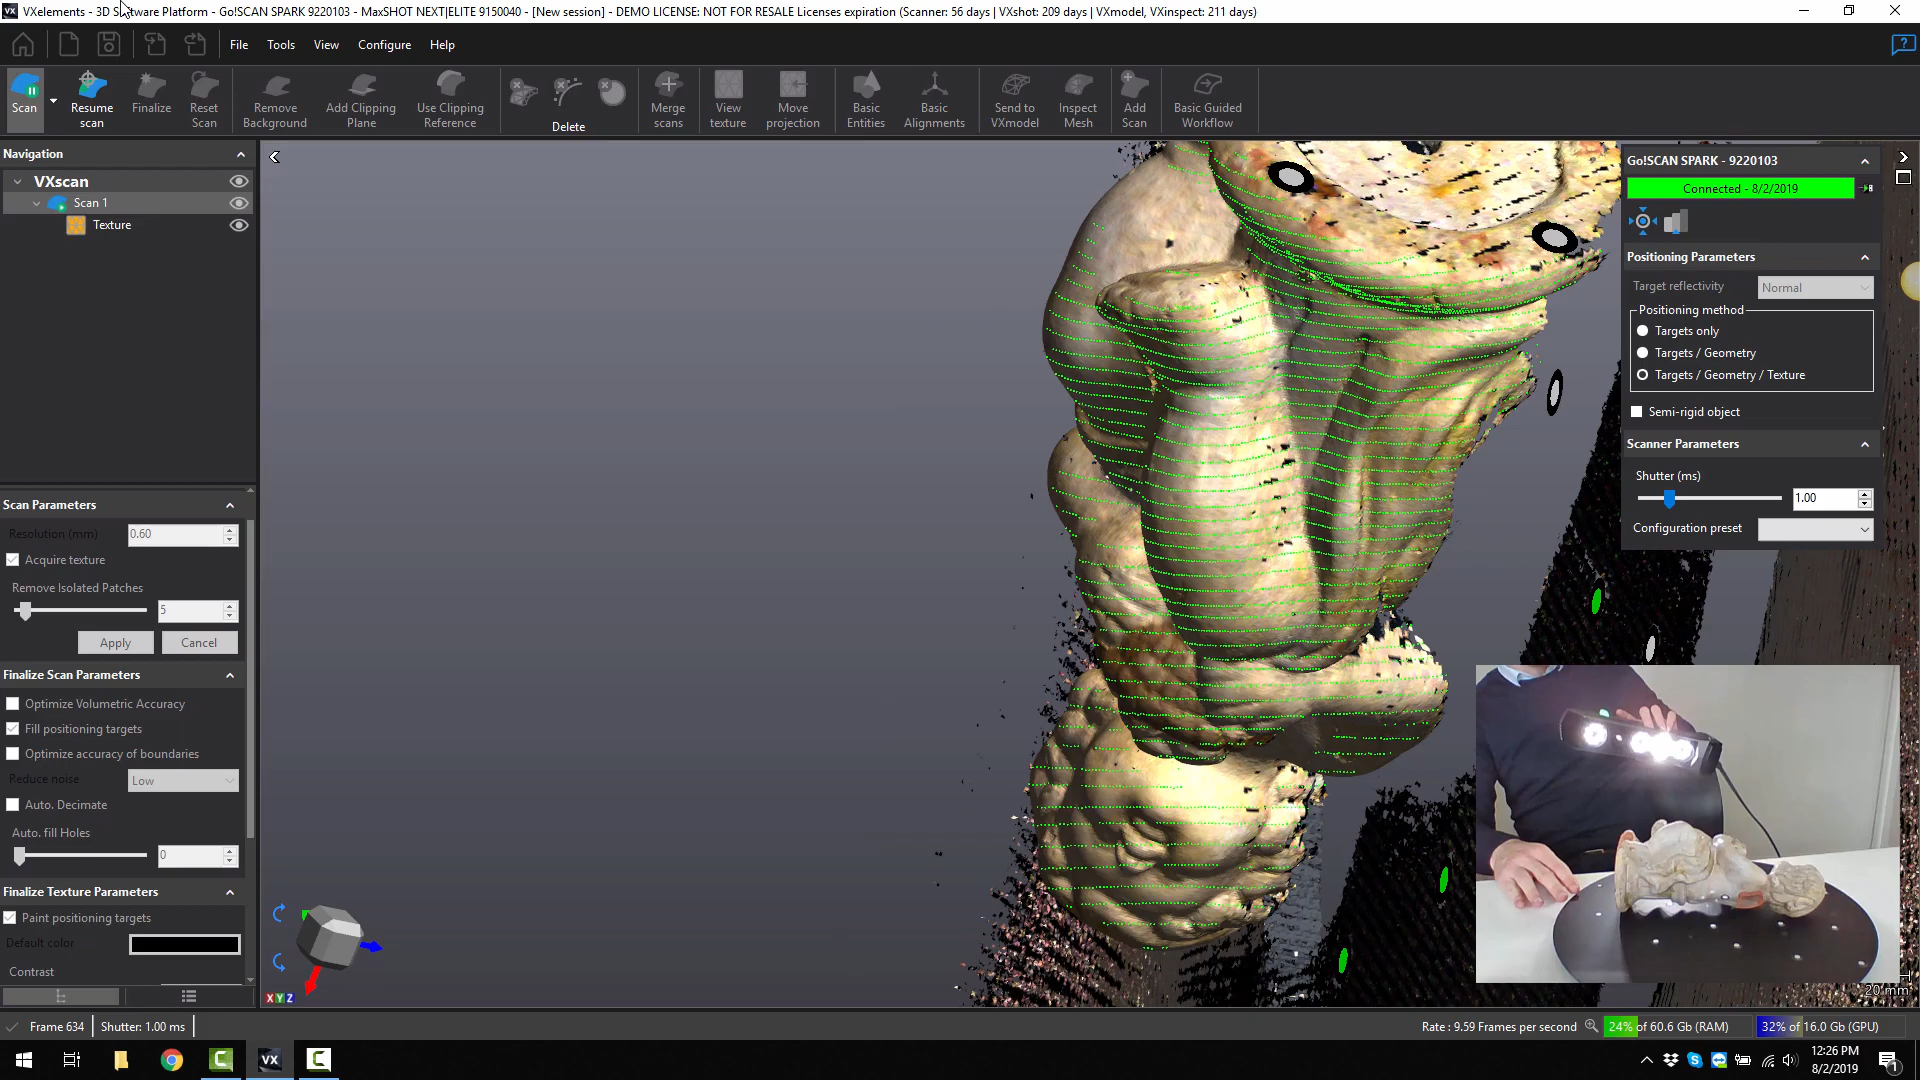 VXelements - 3D Software Platform - Go!SCAN SPARK 9220103 - MaxSHOT NEXT|ELITE 9150040 - [New session] - DEMO LICENSE: NOT FOR RESALE Licenses expiration (Scanner: 56 days | VXshot: 209 days | VXmodel, VXinspect: 211 days)
File Tools View Configure Help
Scan
Resume scan
Finalize
Reset Scan
Remove Background
Add Clipping Plane
Use Clipping Reference
Delete
Merge scans
View texture
Move projection
Basic Entities
Basic Alignments
Send to VXmodel
Inspect Mesh
Add Scan
Basic Guided Workflow
Navigation
VXscan
Scan 1
Texture
Scan Parameters
Resolution (mm) 0.60
Acquire texture
Remove Isolated Patches
5
Apply Cancel
Finalize Scan Parameters
Optimize Volumetric Accuracy
Fill positioning targets
Optimize accuracy of boundaries
Reduce noise Low
Auto. Decimate
Auto. fill Holes
0
Finalize Texture Parameters
Paint positioning targets
Default color
Contrast
X Y Z
Go!SCAN SPARK - 9220103
Connected - 8/2/2019
Positioning Parameters
Target reflectivity Normal
Positioning method
Targets only
Targets / Geometry
Targets / Geometry / Texture
Semi-rigid object
Scanner Parameters
Shutter (ms)
1.00
Configuration preset
20 mm
Frame 634 Shutter: 1.00 ms
Rate : 9.59 Frames per second 24% of 60.6 Gb (RAM) 32% of 16.0 Gb (GPU)
VX
12:26 PM
8/2/2019
1